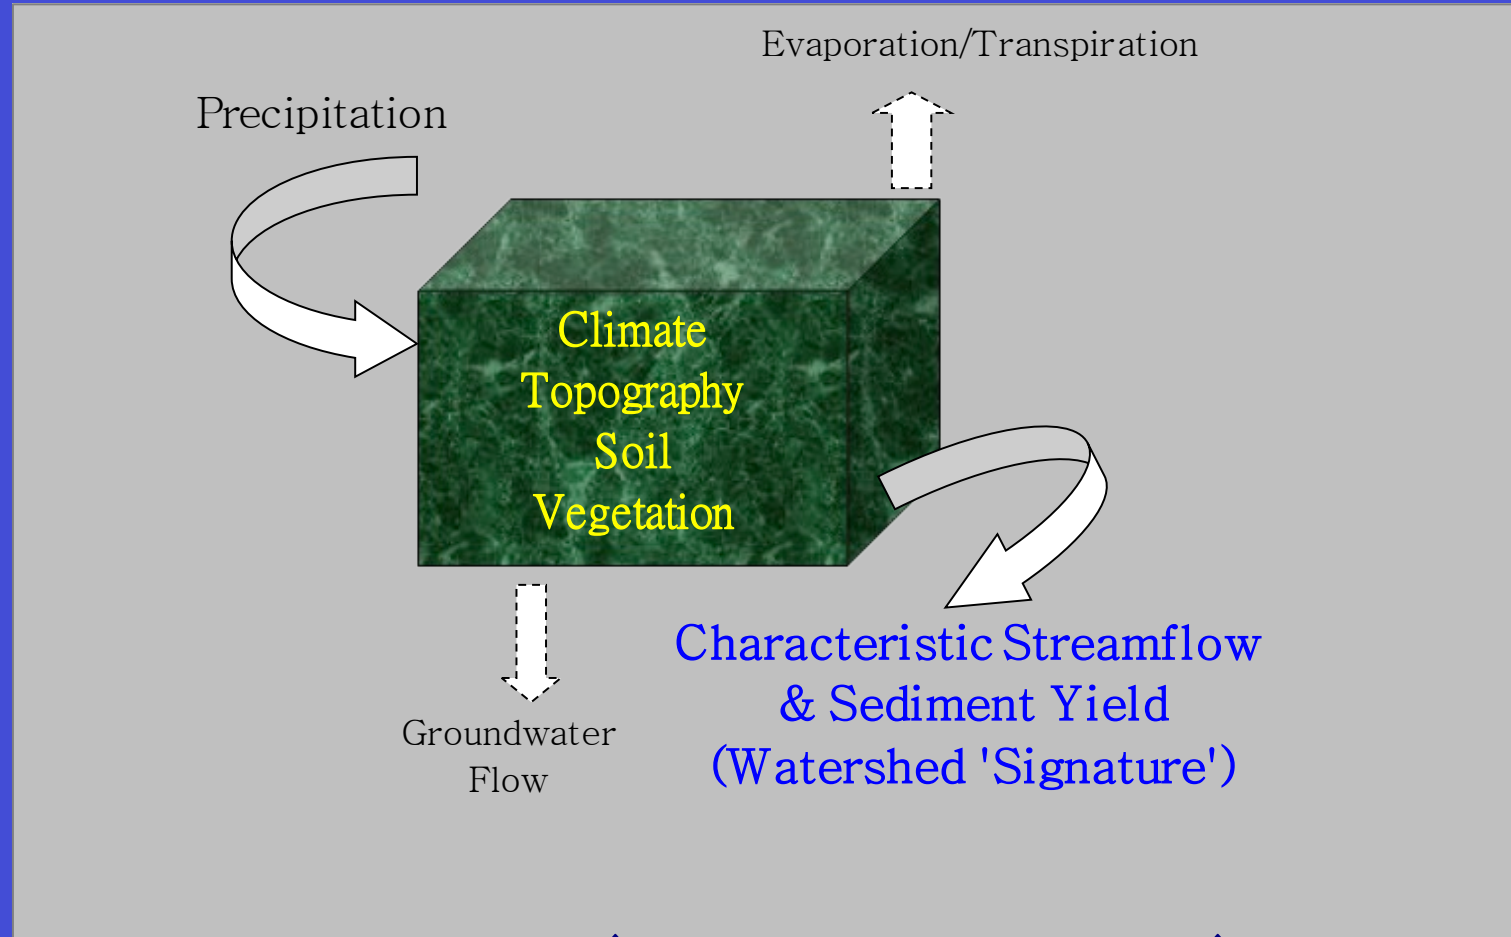 Evaporation/Transpiration
Precipitation
Climate
Topography
Soil
Vegetation
Characteristic Streamflow
& Sediment Yield
(Watershed 'Signature')
Groundwater
Flow